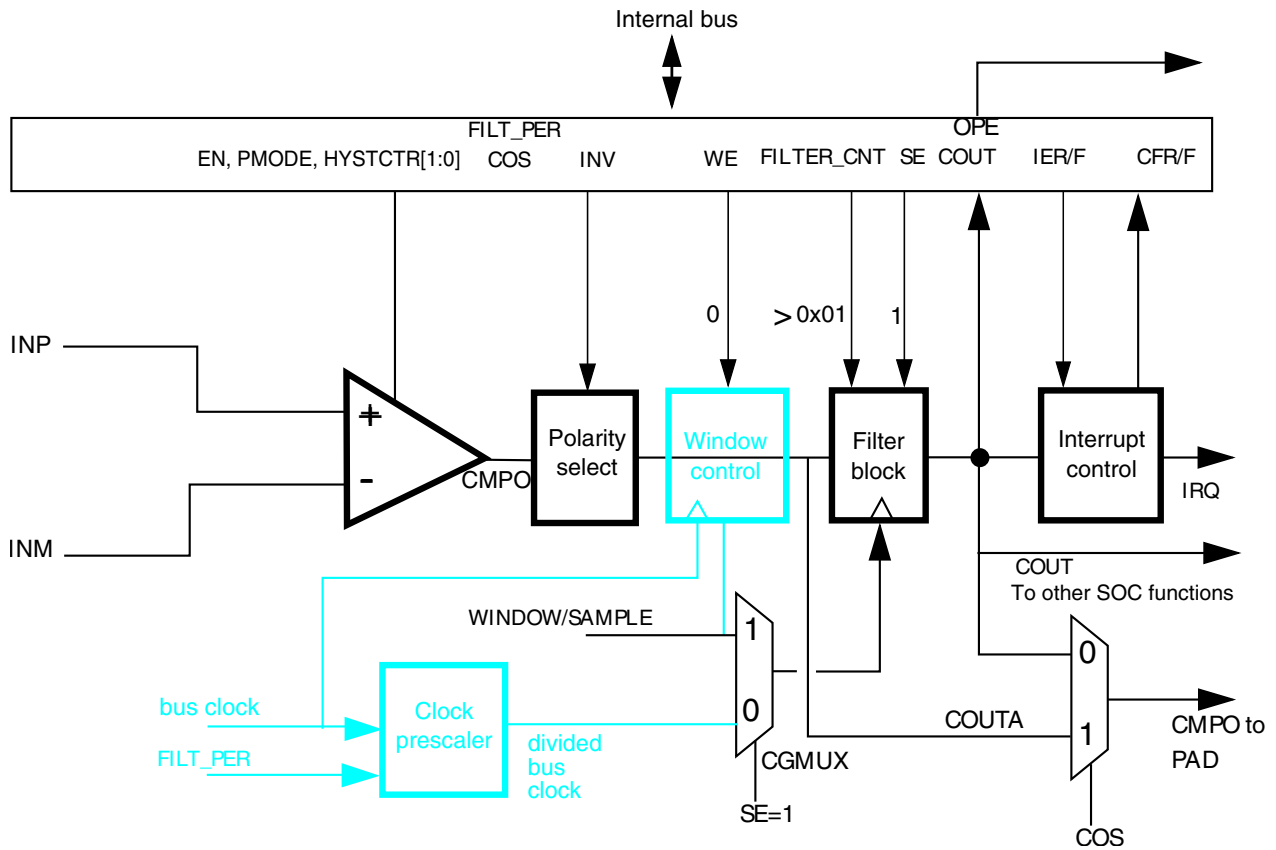 Internal bus
FILT_PER
OPE
EN, PMODE, HYSTCTR[1:0]
COS
INV
WE
FILTER_CNT
SE
COUT
IER/F
CFR/F
0
> 0x01
1
INP
+
-
INM
CMPO
Polarity
select
Window
control
Filter
block
Interrupt
control
IRQ
COUT
To other SOC functions
WINDOW/SAMPLE
1
0
CGMUX
SE=1
bus clock
FILT_PER
Clock
prescaler
divided
bus
clock
COUTA
0
1
CMPO to
PAD
COS